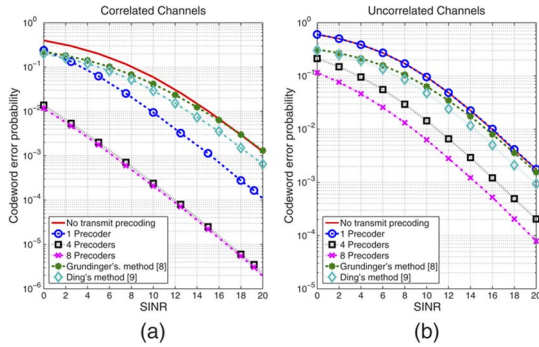 Correlated Channels
Codeword error probability
10⁰
10⁻¹
10⁻²
10⁻³
10⁻⁴
10⁻⁵
10⁻⁶
No transmit precoding
1 Precoder
4 Precoders
8 Precoders
Grundinger's method [8]
Ding's method [9]
0 2 4 6 8 10 12 14 16 18 20
SINR
(a)
Uncorrelated Channels
Codeword error probability
10⁰
10⁻¹
10⁻²
10⁻³
10⁻⁴
10⁻⁵
No transmit precoding
1 Precoder
4 Precoders
8 Precoders
Grundinger's method [8]
Ding's method [9]
0 2 4 6 8 10 12 14 16 18 20
SINR
(b)